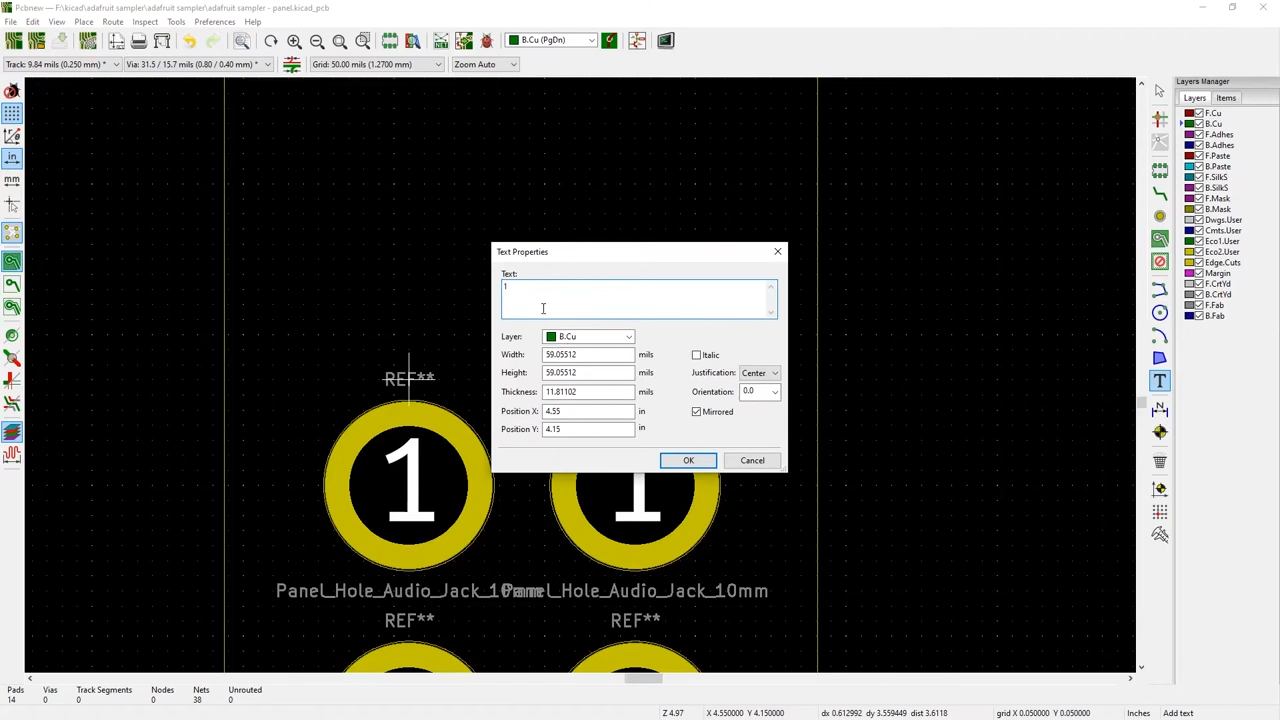 Pcbnew — F:\kicad\adafruit sampler\adafruit sampler - panel.kicad_pcb
File Edit View Place Route Inspect Tools Preferences Help
B.Cu (PgDn)
Track: 9.84 mils (0.250 mm) * Via: 31.5 / 15.7 mils (0.80 / 0.40 mm) * Grid: 50.00 mils (1.2700 mm) Zoom Auto
Layers Manager
Layers Items
F.Cu
B.Cu
F.Adhes
B.Adhes
F.Paste
B.Paste
F.SilkS
B.SilkS
F.Mask
B.Mask
Dwgs.User
Cmts.User
Eco1.User
Eco2.User
Edge.Cuts
Margin
F.CrtYd
B.CrtYd
F.Fab
B.Fab
in
mm
NET
T
Text Properties
Text:
1
Layer: B.Cu
Width: 59.05512 mils Italic
Height: 59.05512 mils Justification: Center
Thickness: 11.81102 mils Orientation: 0.0
Position X: 4.55 in Mirrored
Position Y: 4.15 in
OK Cancel
REF**
1 1
Panel_Hole_Audio_Jack_10mm Panel_Hole_Audio_Jack_10mm
REF** REF**
Pads Vias Track Segments Nodes Nets Unrouted
14 0 0 0 38 0
Z 4.97 X 4.550000 Y 4.150000 dx 0.612992 dy 3.559449 dist 3.6118 grid X 0.050000 Y 0.050000 Inches Add text